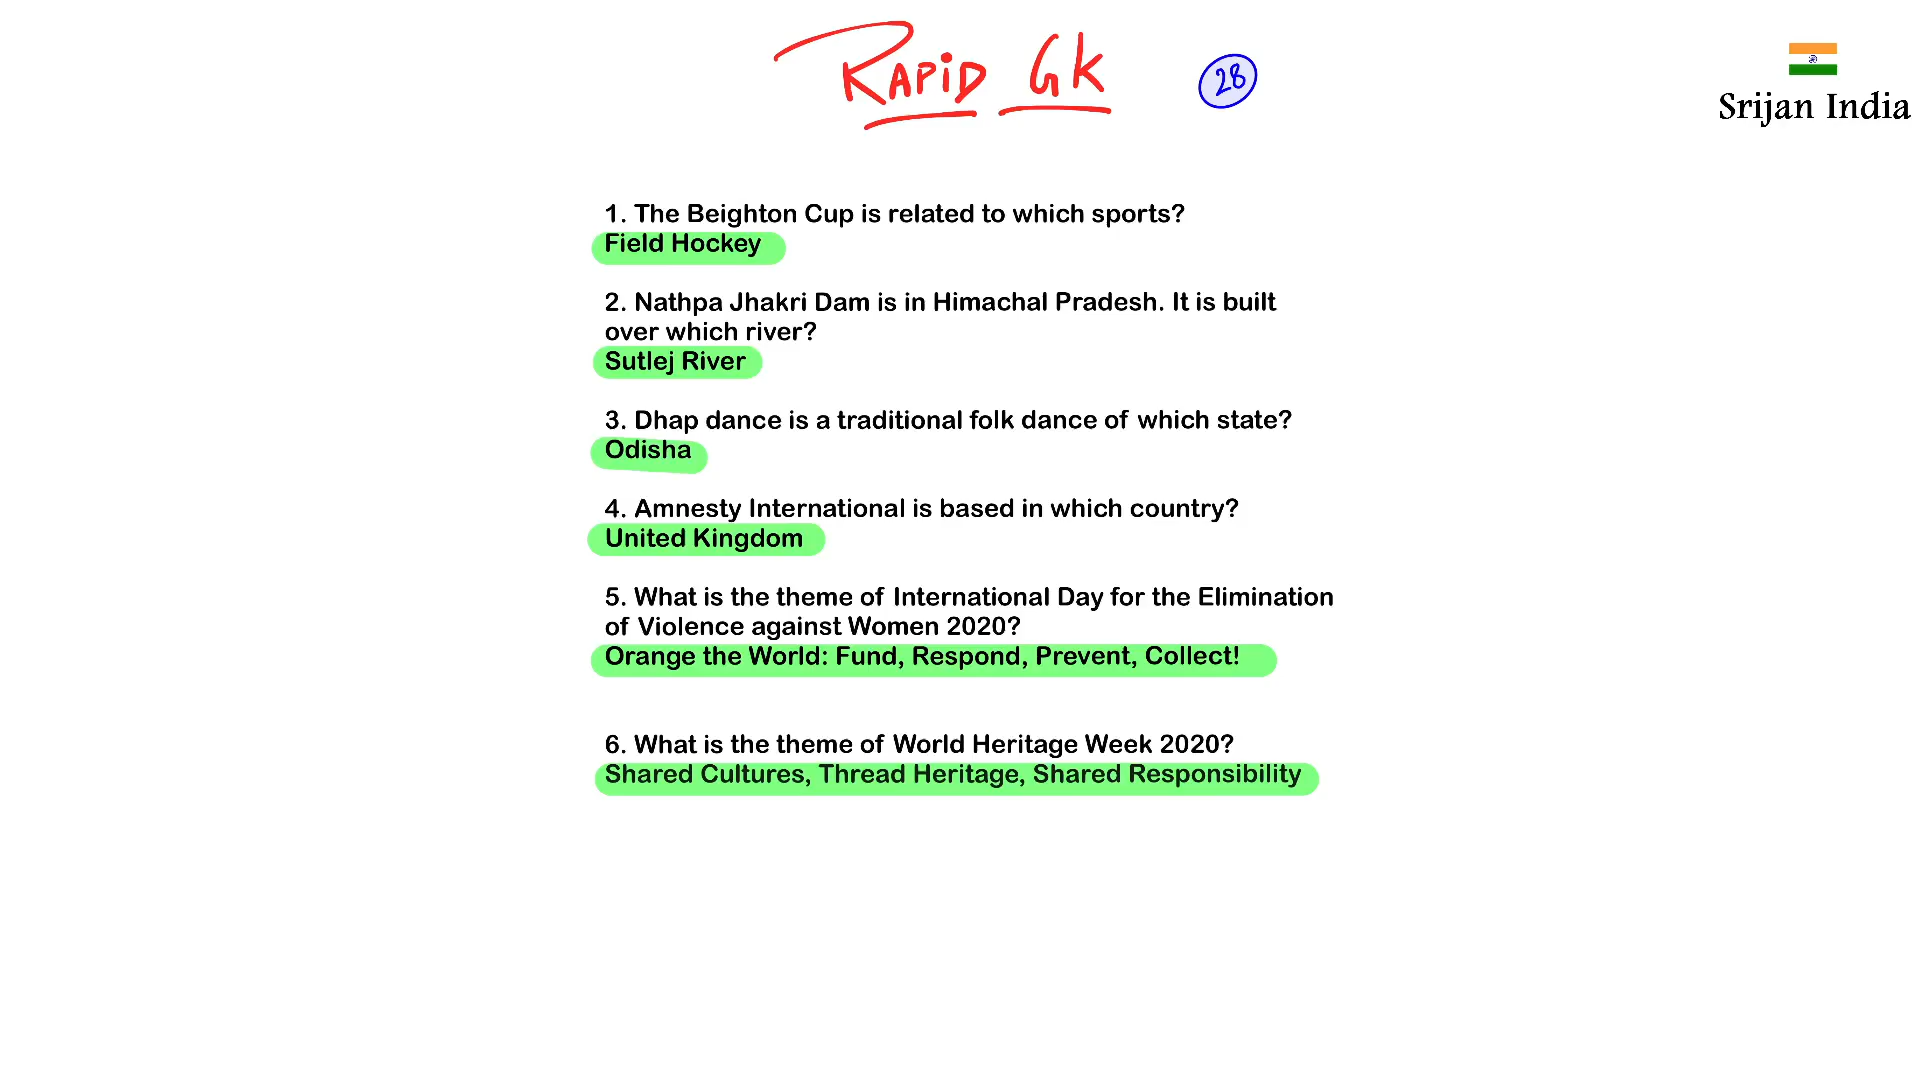 RAPID GK 28
Srijan India
1. The Beighton Cup is related to which sports?
Field Hockey
2. Nathpa Jhakri Dam is in Himachal Pradesh. It is built
over which river?
Sutlej River
3. Dhap dance is a traditional folk dance of which state?
Odisha
4. Amnesty International is based in which country?
United Kingdom
5. What is the theme of International Day for the Elimination
of Violence against Women 2020?
Orange the World: Fund, Respond, Prevent, Collect!
6. What is the theme of World Heritage Week 2020?
Shared Cultures, Thread Heritage, Shared Responsibility